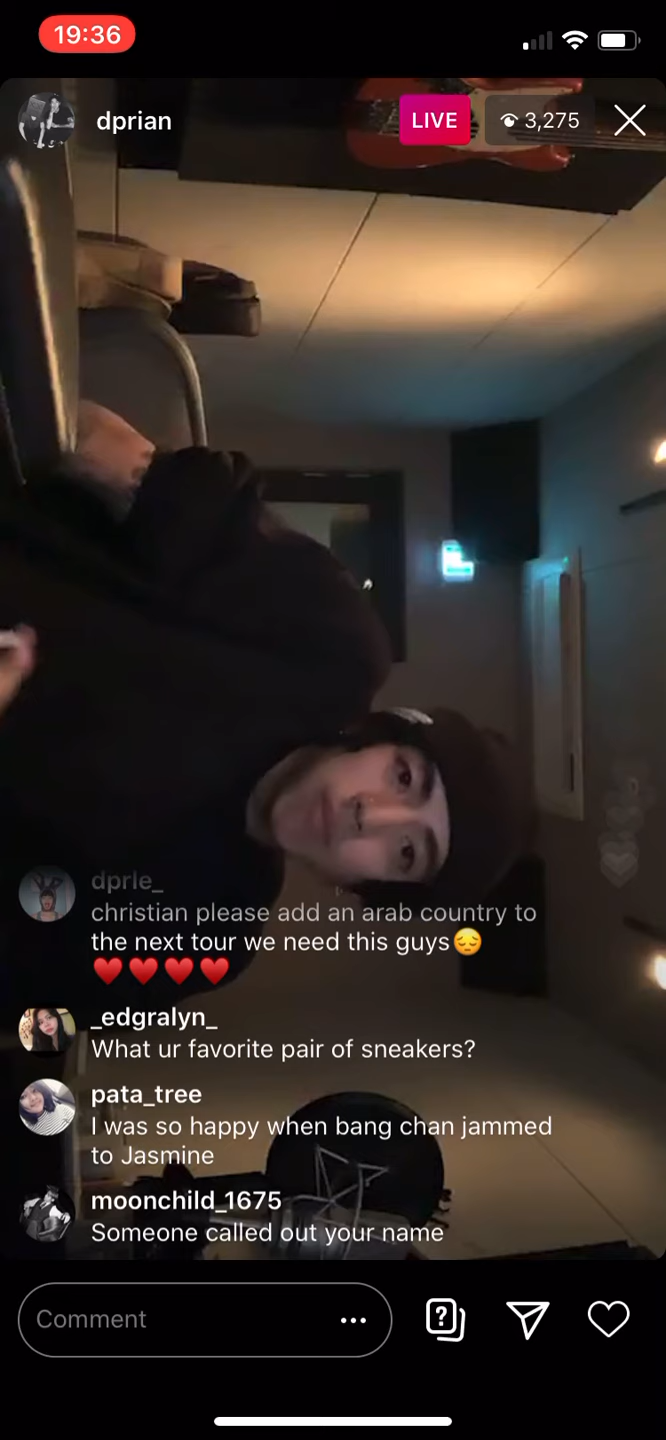 19:36
dprian
LIVE
3,275
dprle_
christian please add an arab country to
the next tour we need this guys😔
❤️❤️❤️❤️
_edgralyn_
What ur favorite pair of sneakers?
pata_tree
I was so happy when bang chan jammed
to Jasmine
moonchild_1675
Someone called out your name
Comment